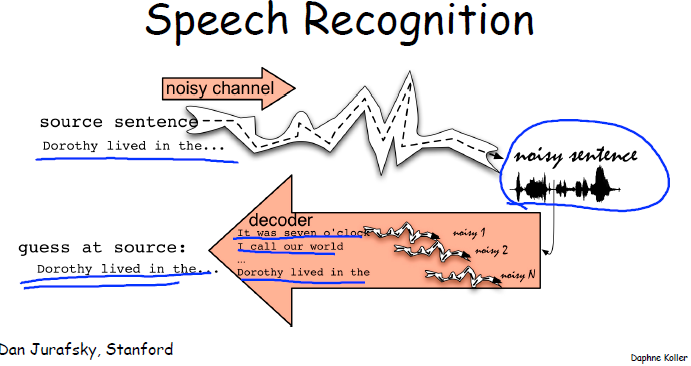 Speech Recognition
noisy channel
source sentence
Dorothy lived in the...
noisy sentence
decoder
It was seven o'clock
noisy 1
guess at source:
I call our world
noisy 2
...
Dorothy lived in the...
Dorothy lived in the
noisy N
Dan Jurafsky, Stanford
Daphne Koller